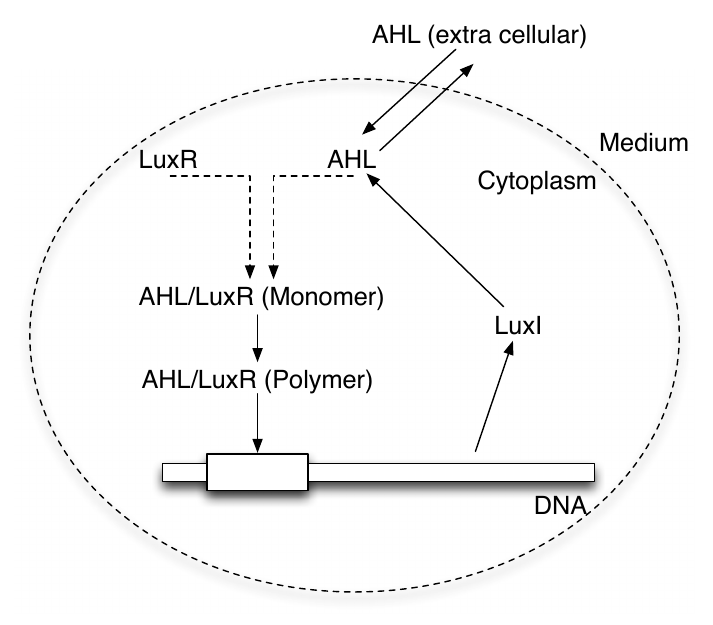 AHL (extra cellular)
Medium
LuxR
AHL
Cytoplasm
AHL/LuxR (Monomer)
LuxI
AHL/LuxR (Polymer)
DNA